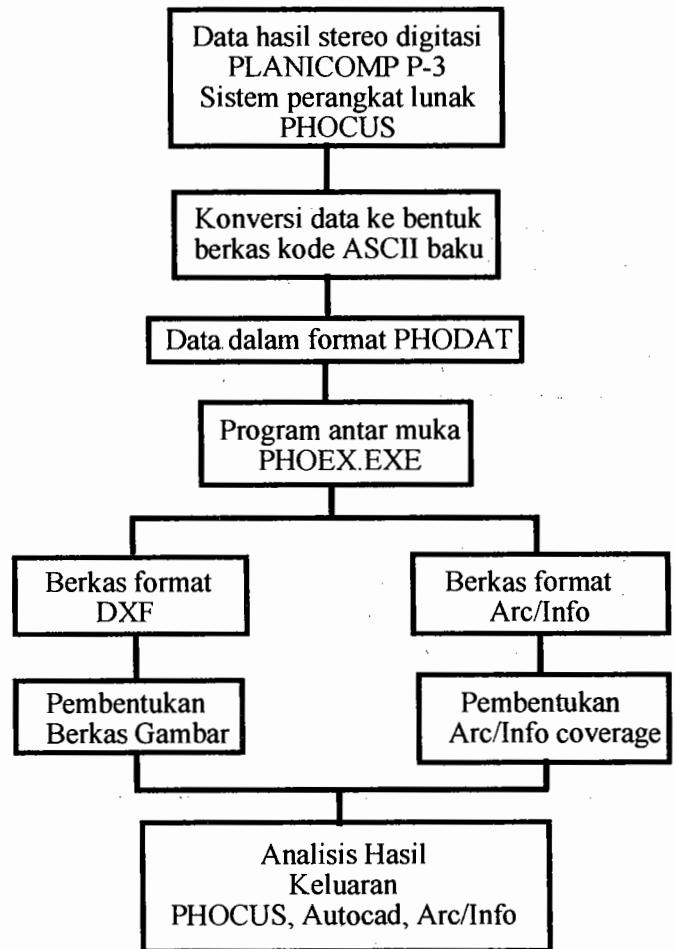 Data hasil stereo digitasi
PLANICOMP P-3
Sistem perangkat lunak
PHOCUS
Konversi data ke bentuk
berkas kode ASCII baku
Data dalam format PHODAT
Program antar muka
PHOEX.EXE
Berkas format
DXF
Berkas format
Arc/Info
Pembentukan
Berkas Gambar
Pembentukan
Arc/Info coverage
Analisis Hasil
Keluaran
PHOCUS, Autocad, Arc/Info